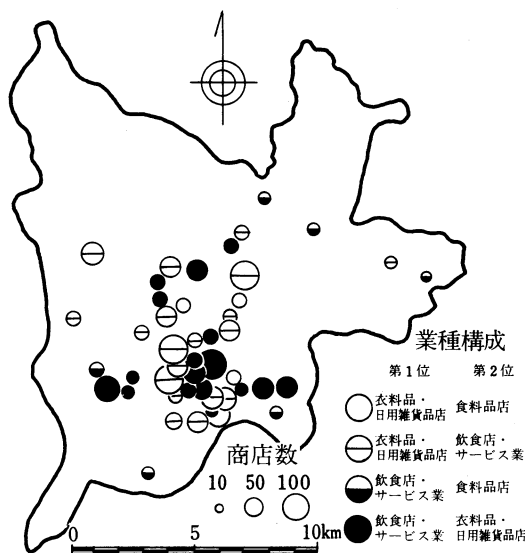 業種構成
第1位 第2位
衣料品・日用雑貨品店 食料品店
衣料品・日用雑貨品店 飲食店・サービス業
飲食店・サービス業 食料品店
飲食店・サービス業 衣料品・日用雑貨品店
商店数
10 50 100
0 5 10km